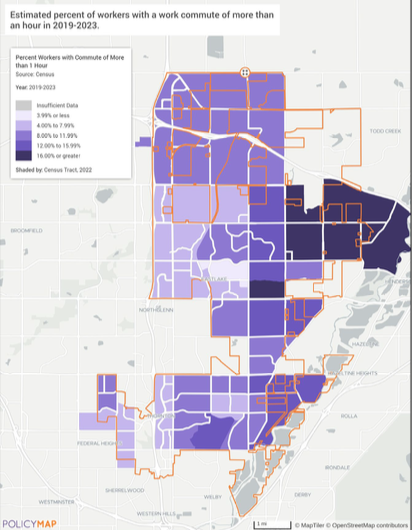 Estimated percent of workers with a work commute of more than
an hour in 2019-2023.
Percent Workers with Commute of More
than 1 Hour
Source: Census
Year: 2019-2023
Insufficient Data
3.99% or less
4.00% to 7.99%
8.00% to 11.99%
12.00% to 15.99%
16.00% or greater
Shaded by: Census Tract, 2022
TODD CREEK
BROOMFIELD
HENDERS
NORTHGLENN
HAZELTINE
HEIGHTS
ROLLA
FEDERAL HEIGH
SHERRELWOOD
IRONDALE
WESTMINSTER
WELBY
DERBY
WESTERN HILLS
1 mi
POLICYMAP
© MapTiler © OpenStreetMap contributors